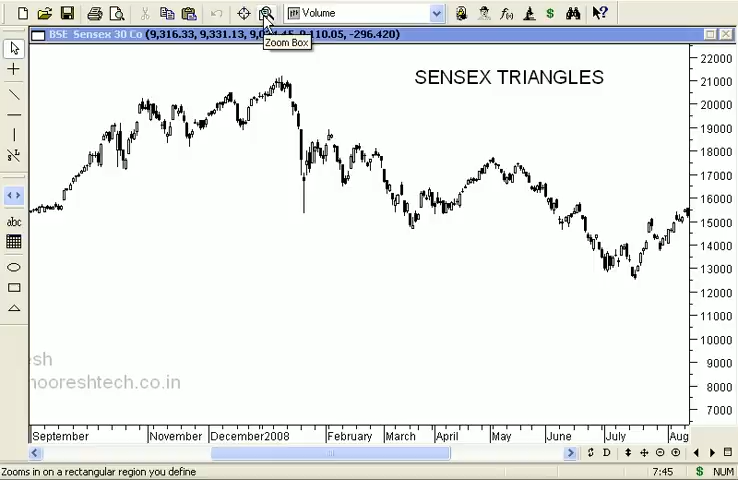 Volume
BSE Sensex 30 Co (9,316.33, 9,331.13, 9,0 110.05, -296.420)
Zoom Box
SENSEX TRIANGLES
22000
21000
20000
19000
18000
17000
16000
15000
14000
13000
12000
11000
10000
9000
8000
7000
abc
esh
nooreshtech.co.in
September November December2008 February March April May June July Aug
D
Zooms in on a rectangular region you define
7:45 $ NUM